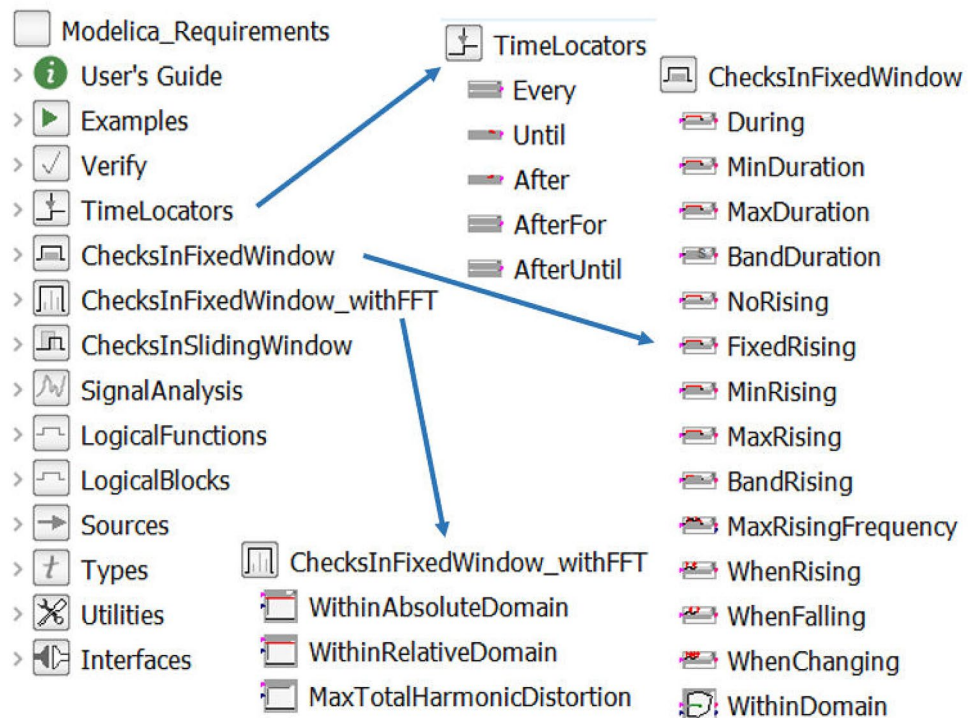 Modelica_Requirements
User's Guide
Examples
Verify
TimeLocators
ChecksInFixedWindow
ChecksInFixedWindow_withFFT
ChecksInSlidingWindow
SignalAnalysis
LogicalFunctions
LogicalBlocks
Sources
Types
Utilities
Interfaces
TimeLocators
Every
Until
After
AfterFor
AfterUntil
ChecksInFixedWindow
During
MinDuration
MaxDuration
BandDuration
NoRising
FixedRising
MinRising
MaxRising
BandRising
MaxRisingFrequency
WhenRising
WhenFalling
WhenChanging
WithinDomain
ChecksInFixedWindow_withFFT
WithinAbsoluteDomain
WithinRelativeDomain
MaxTotalHarmonicDistortion